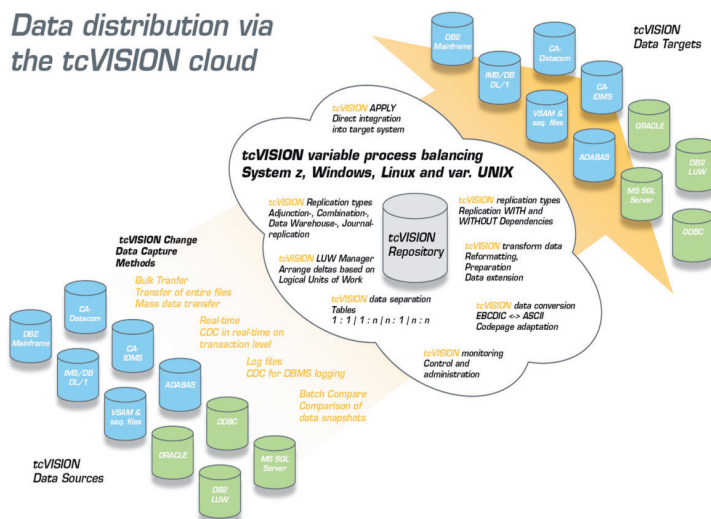 Data distribution via
the tcVISION cloud
tcVISION
Data Targets
DB2
Mainframe
IMS/DB
DL/1
CA-
Datacom
CA-
IDMS
VSAM &
seq. files
ADABAS
ORACLE
DB2
LUW
MS SQL
Server
ODBC
tcVISION APPLY
Direct integration
into target system
tcVISION variable process balancing
System z, Windows, Linux and var. UNIX
tcVISION Replication types
Adjunction-, Combination-,
Data Warehouse-, Journal-
replication
tcVISION LUW Manager
Arrange deltas based on
Logical Units of Work
tcVISION data separation
Tables
1 : 1 | 1 : n | n : 1 | n : n
tcVISION
Repository
tcVISION replication types
Replication WITH and
WITHOUT Dependencies
tcVISION transform data
Reformatting,
Preparation
Data extension
tcVISION data conversion
EBCDIC <-> ASCII
Codepage adaptation
tcVISION monitoring
Control and
administration
tcVISION Change
Data Capture
Methods
Bulk Tranfer
Transfer of entire files
Mass data transfer
Real-time
CDC in real-time on
transaction level
Log files
CDC for DBMS logging
Batch Compare
Comparison of
data snapshots
DB2
Mainframe
CA-
Datacom
IMS/DB
DL/1
CA-
IDMS
VSAM &
seq. files
ADABAS
ORACLE
ODBC
DB2
LUW
MS SQL
Server
tcVISION
Data Sources